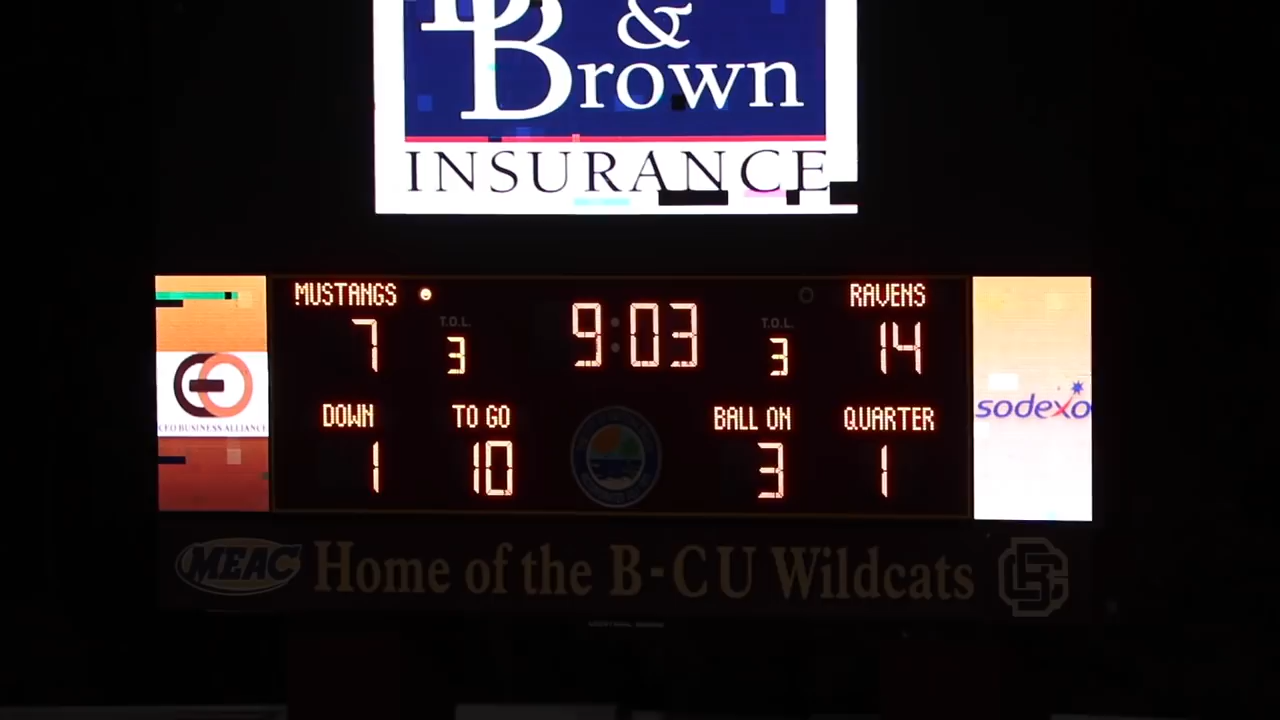 &
Brown
INSURANCE
MUSTANGS RAVENS
7 T.O.L. 3 9:03 T.O.L. 3 14
DOWN TO GO BALL ON QUARTER
1 10 3 1
CEO BUSINESS ALLIANCE
sodexo
MEAC Home of the B-CU Wildcats